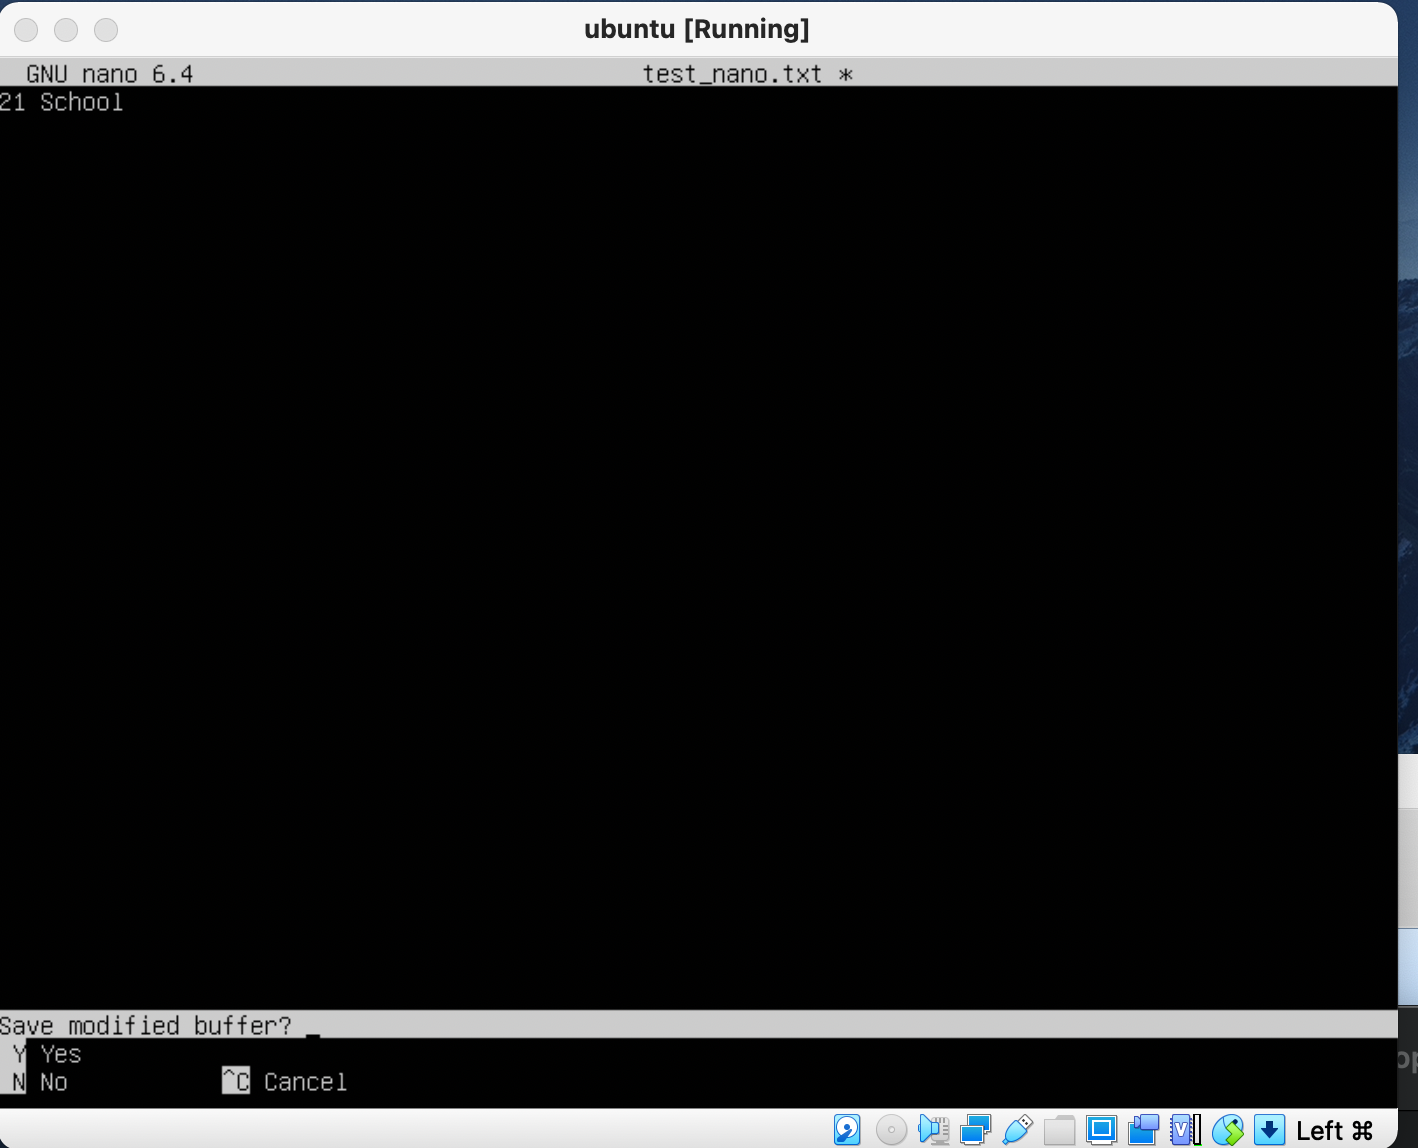 ubuntu [Running]
GNU nano 6.4 test_nano.txt *
21 School
Save modified buffer?
Y Yes
N No ^C Cancel
Left ⌘